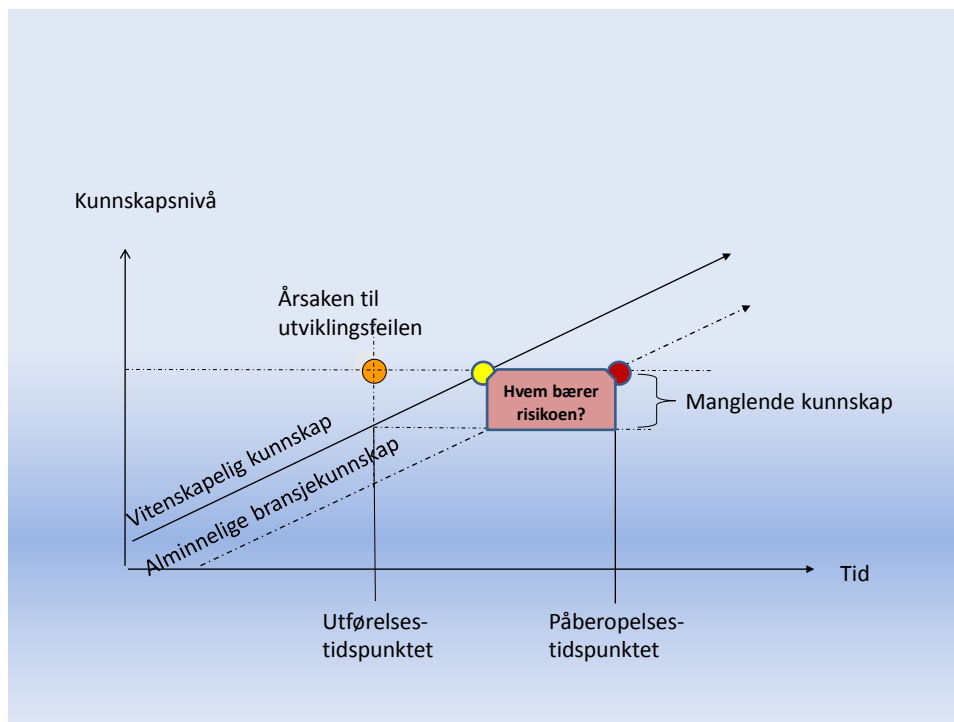 Kunnskapsnivå
Årsaken til
utviklingsfeilen
Hvem bærer
risikoen?
Manglende kunnskap
Vitenskapelig kunnskap
Alminnelige bransjekunnskap
Tid
Utførelses-
tidspunktet
Påberopelses-
tidspunktet